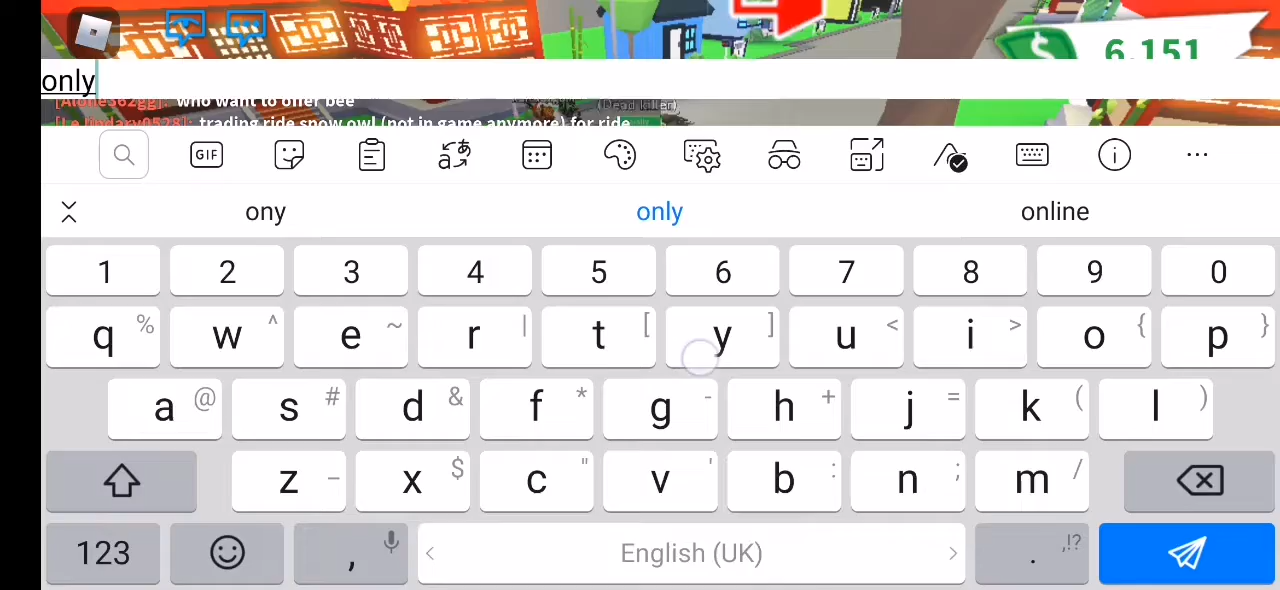 6,151
only
[Alone362gg]: who want to offer bee
(Dead killer)
trading ride snow owl (not in game anymore) for ride
GIF
ony only online
1 2 3 4 5 6 7 8 9 0
q % w ^ e ~ r | t [ y ] u < i > o { p }
a @ s # d & f * g - h + j = k ( l )
z _ x $ c " v ' b : n ; m /
123 , < English (UK) > . ,!?